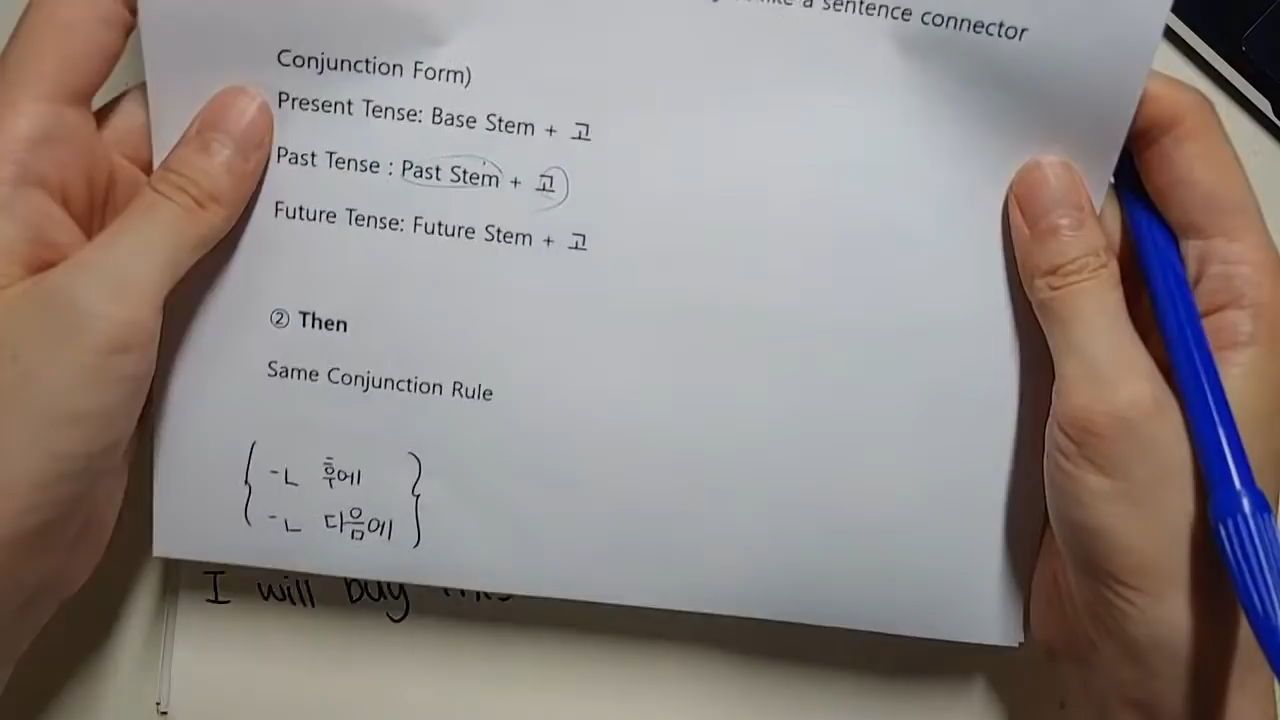 a sentence connector
Conjunction Form)
Present Tense: Base Stem + 고
Past Tense : Past Stem + 고
Future Tense: Future Stem + 고
② Then
Same Conjunction Rule
-ㄴ 후에
-ㄴ 다음에
I will buy